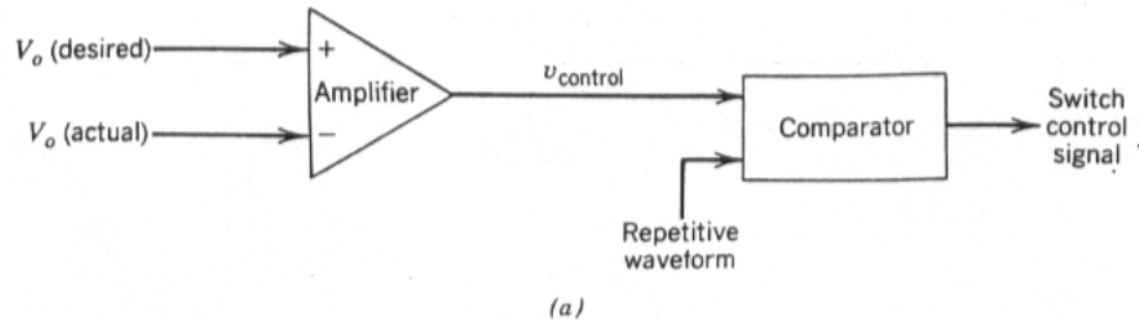 V_o (desired)
+
Amplifier
V_o (actual)
−
v_control
Comparator
Switch
control
signal
Repetitive
waveform
(a)